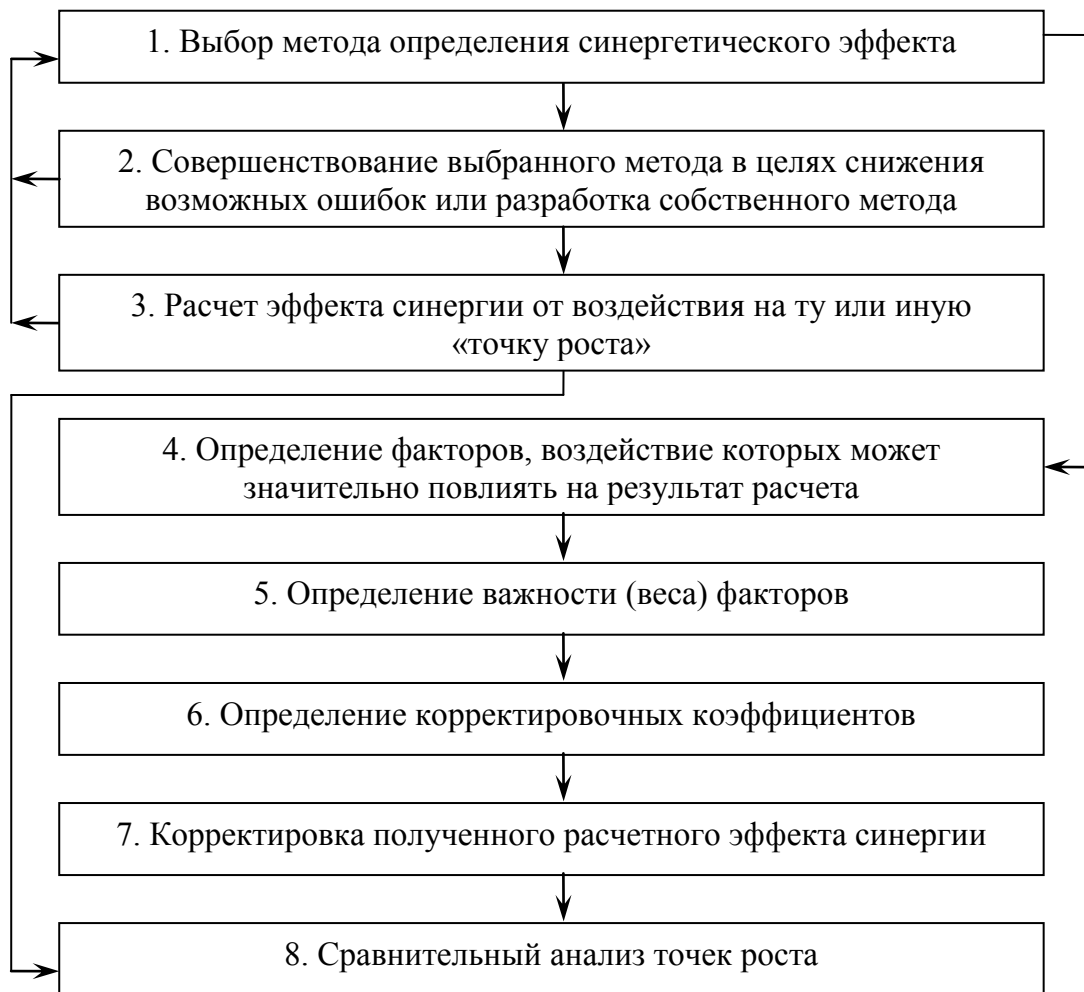 1. Выбор метода определения синергетического эффекта
2. Совершенствование выбранного метода в целях снижения
возможных ошибок или разработка собственного метода
3. Расчет эффекта синергии от воздействия на ту или иную
«точку роста»
4. Определение факторов, воздействие которых может
значительно повлиять на результат расчета
5. Определение важности (веса) факторов
6. Определение корректировочных коэффициентов
7. Корректировка полученного расчетного эффекта синергии
8. Сравнительный анализ точек роста